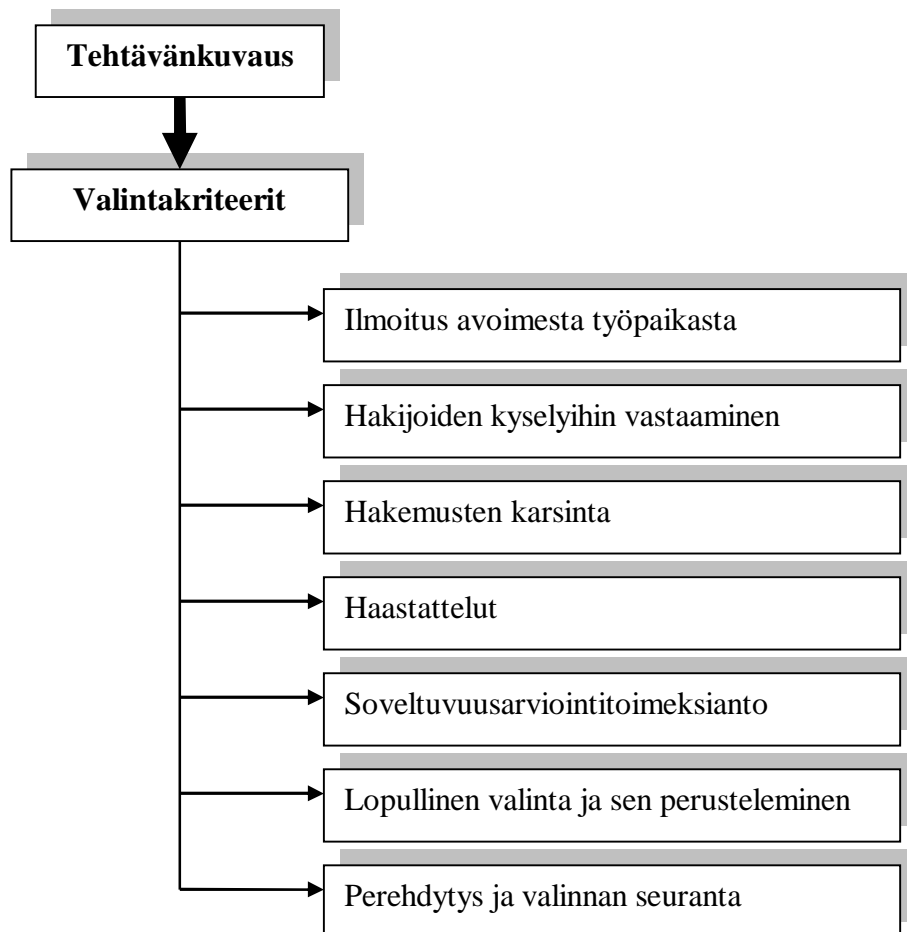 Tehtävänkuvaus
Valintakriteerit
Ilmoitus avoimesta työpaikasta
Hakijoiden kyselyihin vastaaminen
Hakemusten karsinta
Haastattelut
Soveltuvuusarviointitoimeksianto
Lopullinen valinta ja sen perusteleminen
Perehdytys ja valinnan seuranta